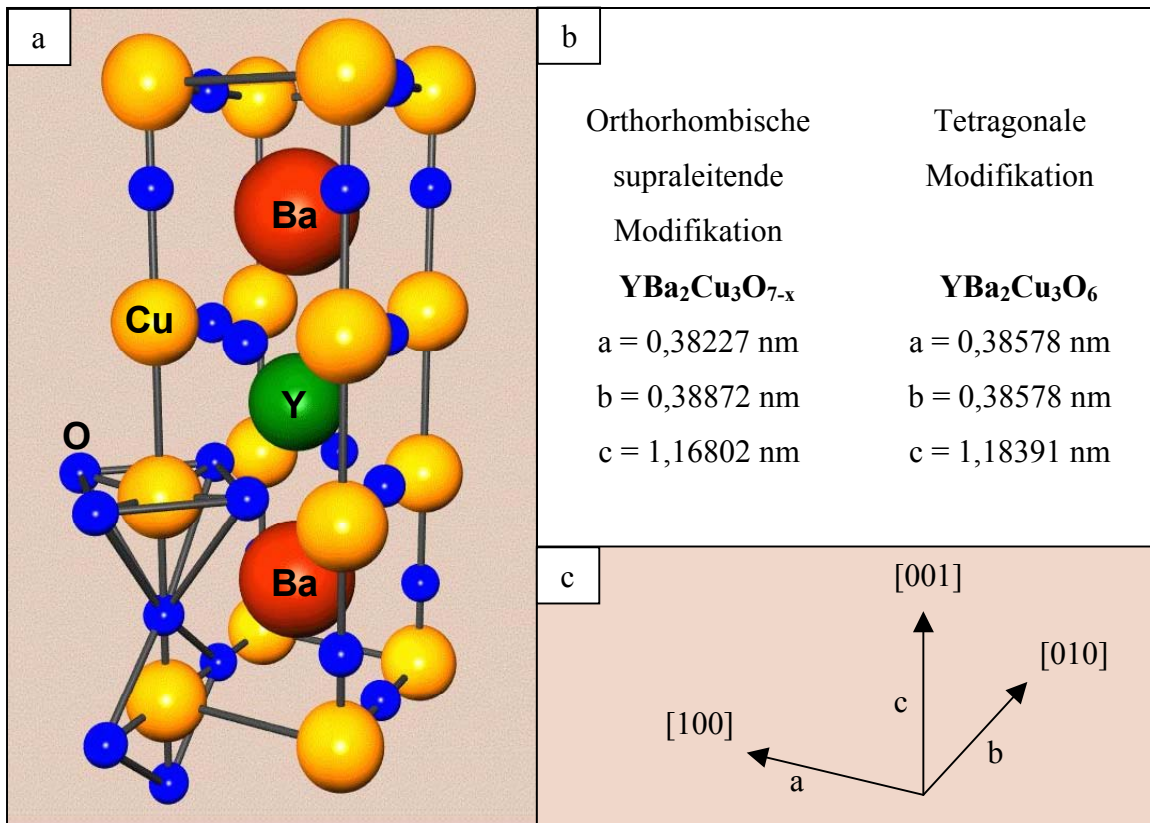 a
Ba
Cu
Y
O
Ba
b
Orthorhombische
supraleitende
Modifikation
YBa₂Cu₃O₇₋ₓ
a = 0,38227 nm
b = 0,38872 nm
c = 1,16802 nm
Tetragonale
Modifikation
YBa₂Cu₃O₆
a = 0,38578 nm
b = 0,38578 nm
c = 1,18391 nm
c
[001]
[010]
[100]
c
b
a